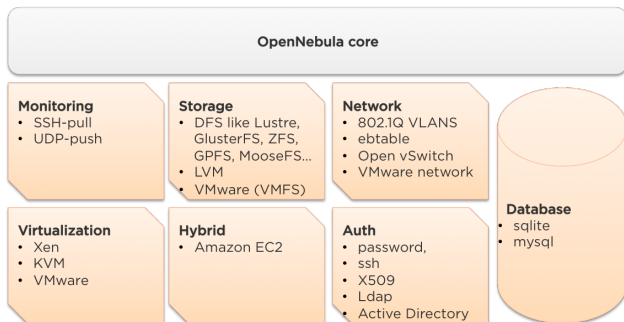 OpenNebula core
Monitoring
• SSH-pull
• UDP-push
Storage
• DFS like Lustre,
GlusterFS, ZFS,
GPFS, MooseFS...
• LVM
• VMware (VMFS)
Network
• 802.1Q VLANS
• ebtable
• Open vSwitch
• VMware network
Virtualization
• Xen
• KVM
• VMware
Hybrid
• Amazon EC2
Auth
• password,
• ssh
• X509
• Ldap
• Active Directory
Database
• sqlite
• mysql